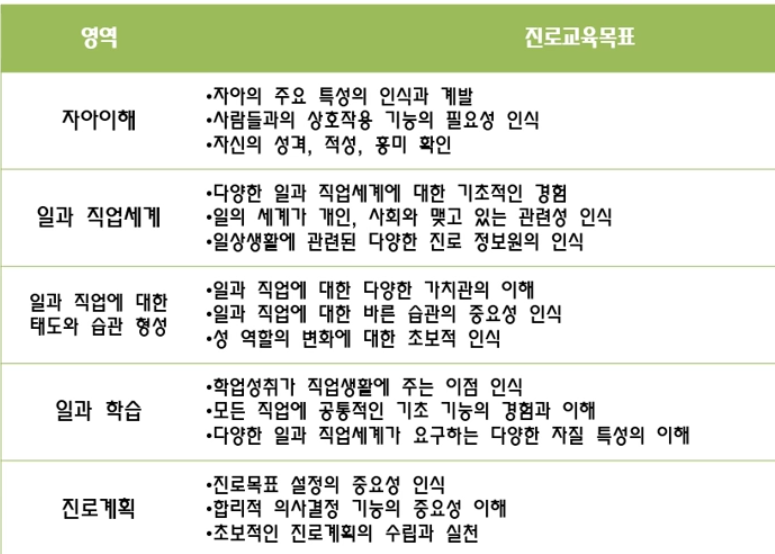 영역 진로교육목표
자아이해
•자아의 주요 특성의 인식과 계발
•사람들과의 상호작용 기능의 필요성 인식
•자신의 성격, 적성, 흥미 확인
일과 직업세계
•다양한 일과 직업세계에 대한 기초적인 경험
•일의 세계가 개인, 사회와 맺고 있는 관련성 인식
•일상생활에 관련된 다양한 진로 정보원의 인식
일과 직업에 대한
태도와 습관 형성
•일과 직업에 대한 다양한 가치관의 이해
•일과 직업에 대한 바른 습관의 중요성 인식
•성 역할의 변화에 대한 초보적 인식
일과 학습
•학업성취가 직업생활에 주는 이점 인식
•모든 직업에 공통적인 기초 기능의 경험과 이해
•다양한 일과 직업세계가 요구하는 다양한 자질 특성의 이해
진로계획
•진로목표 설정의 중요성 인식
•합리적 의사결정 기능의 중요성 이해
•초보적인 진로계획의 수립과 실천